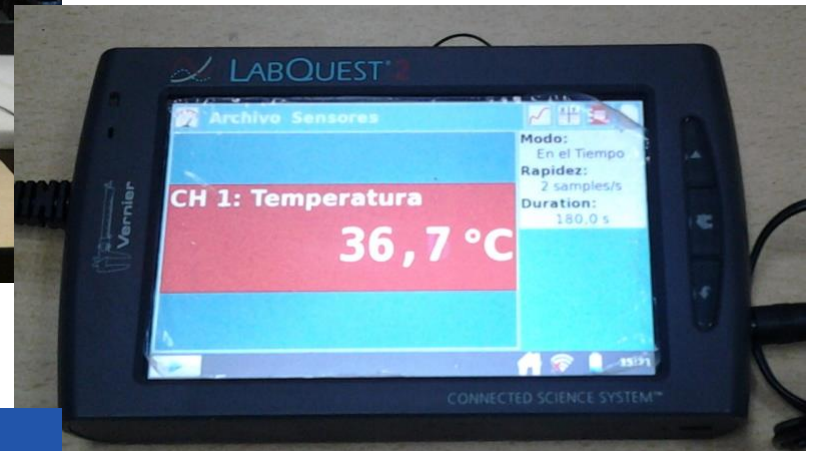 LABQUEST® 2
Archivo Sensores
Modo:
En el Tiempo
Rapidez:
2 samples/s
Duration:
180,0 s
CH 1: Temperatura
36,7 °C
Vernier
CONNECTED SCIENCE SYSTEM™